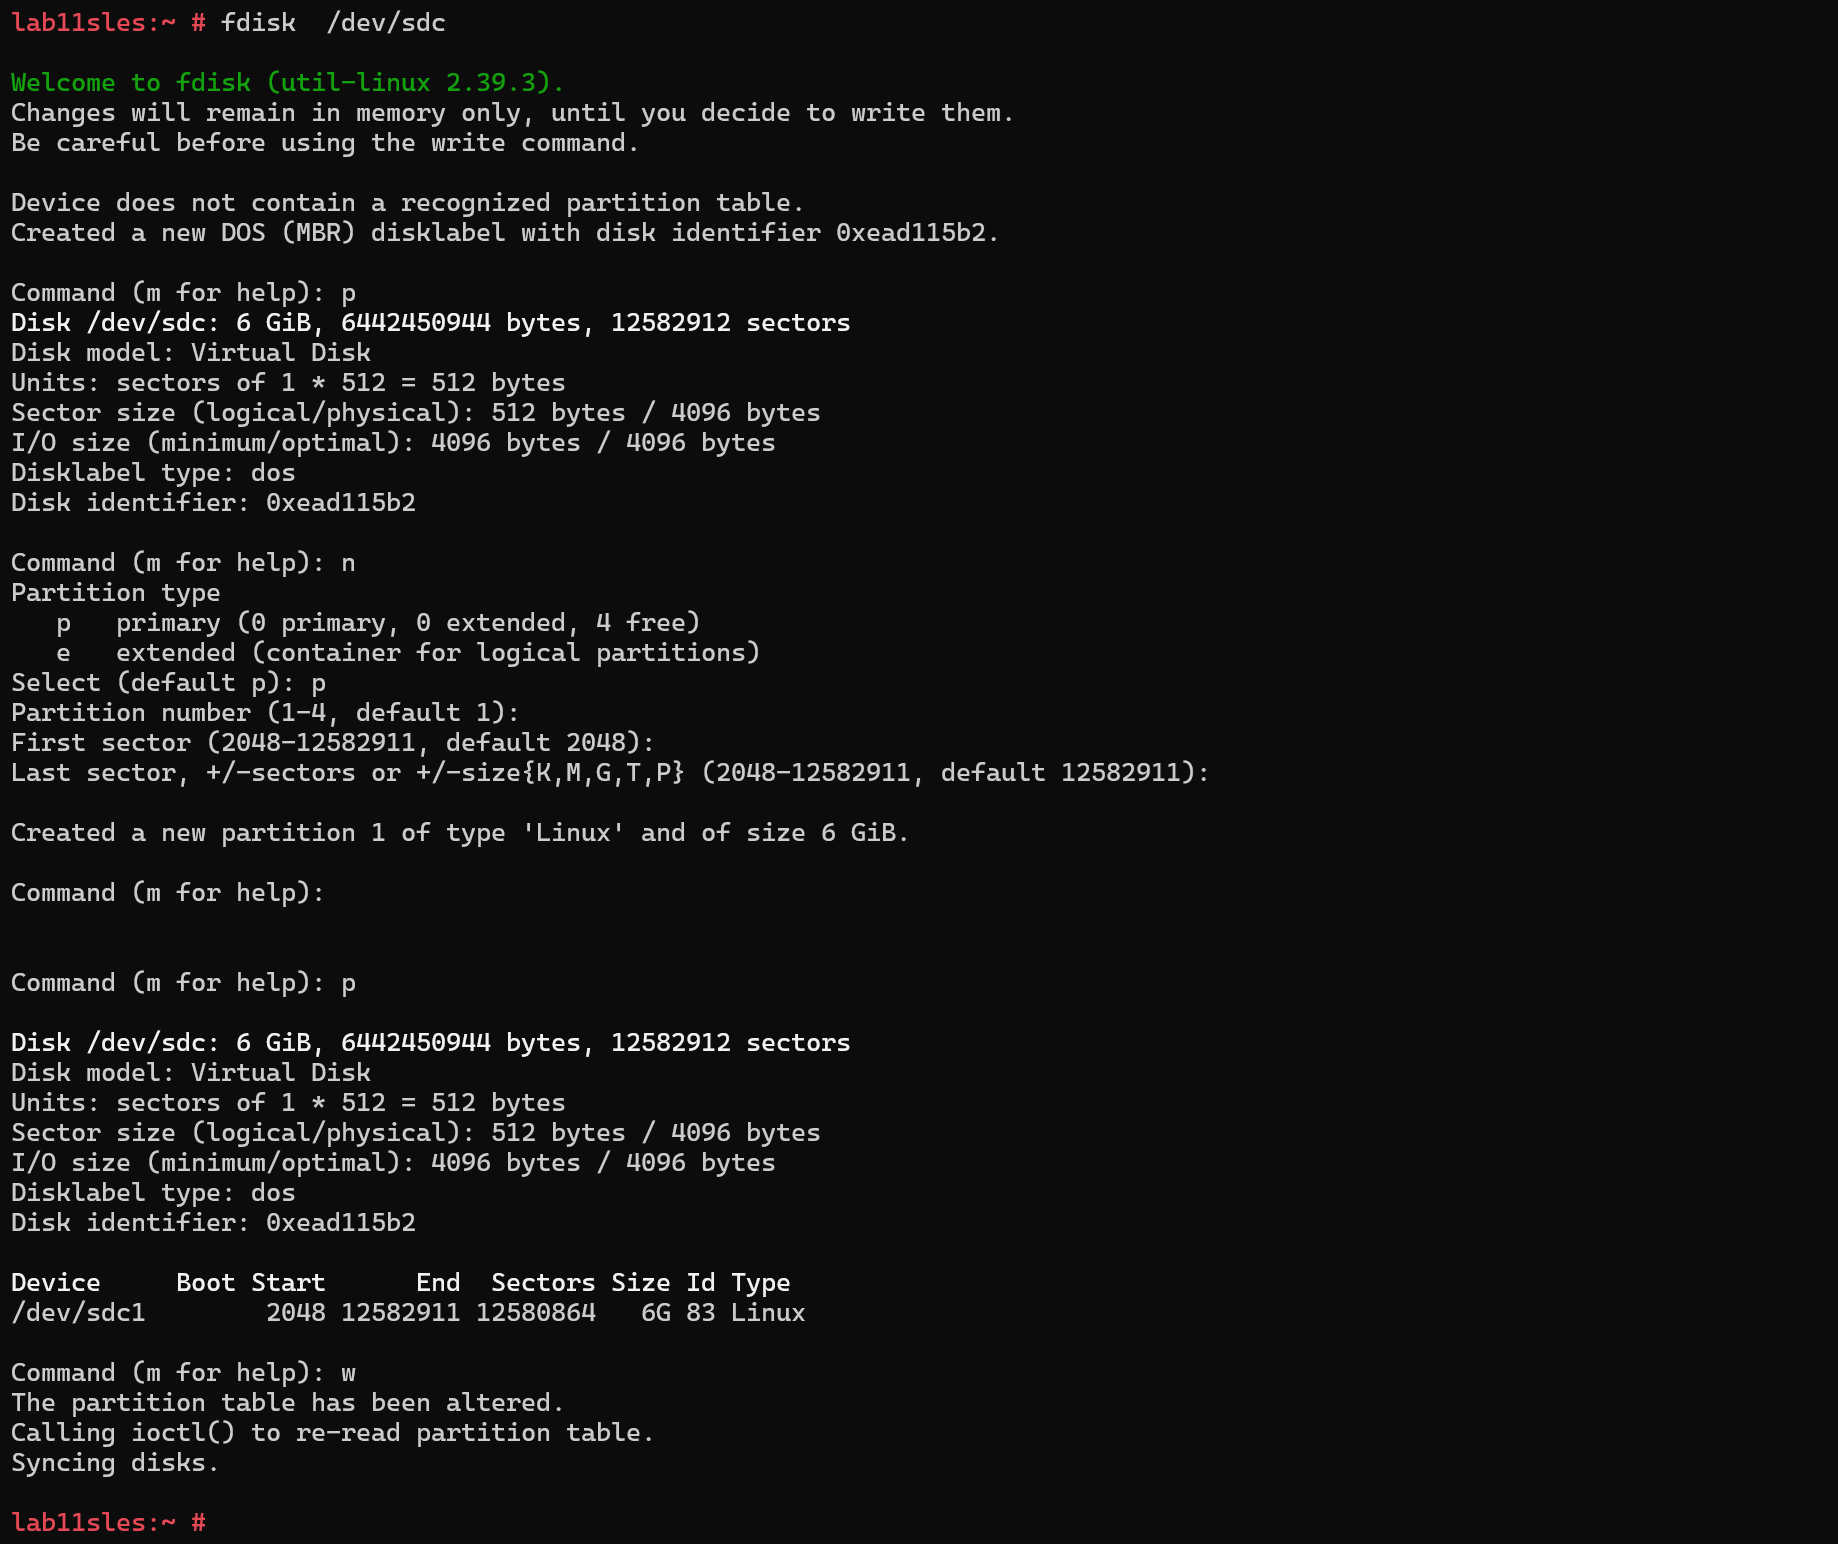 lab11sles:~ # fdisk  /dev/sdc
Welcome to fdisk (util-linux 2.39.3).
Changes will remain in memory only, until you decide to write them.
Be careful before using the write command.
Device does not contain a recognized partition table.
Created a new DOS (MBR) disklabel with disk identifier 0xead115b2.
Command (m for help): p
Disk /dev/sdc: 6 GiB, 6442450944 bytes, 12582912 sectors
Disk model: Virtual Disk
Units: sectors of 1 * 512 = 512 bytes
Sector size (logical/physical): 512 bytes / 4096 bytes
I/O size (minimum/optimal): 4096 bytes / 4096 bytes
Disklabel type: dos
Disk identifier: 0xead115b2
Command (m for help): n
Partition type
   p   primary (0 primary, 0 extended, 4 free)
   e   extended (container for logical partitions)
Select (default p): p
Partition number (1-4, default 1):
First sector (2048-12582911, default 2048):
Last sector, +/-sectors or +/-size{K,M,G,T,P} (2048-12582911, default 12582911):
Created a new partition 1 of type 'Linux' and of size 6 GiB.
Command (m for help):
Command (m for help): p
Disk /dev/sdc: 6 GiB, 6442450944 bytes, 12582912 sectors
Disk model: Virtual Disk
Units: sectors of 1 * 512 = 512 bytes
Sector size (logical/physical): 512 bytes / 4096 bytes
I/O size (minimum/optimal): 4096 bytes / 4096 bytes
Disklabel type: dos
Disk identifier: 0xead115b2
Device     Boot Start      End  Sectors Size Id Type
/dev/sdc1        2048 12582911 12580864   6G 83 Linux
Command (m for help): w
The partition table has been altered.
Calling ioctl() to re-read partition table.
Syncing disks.
lab11sles:~ #